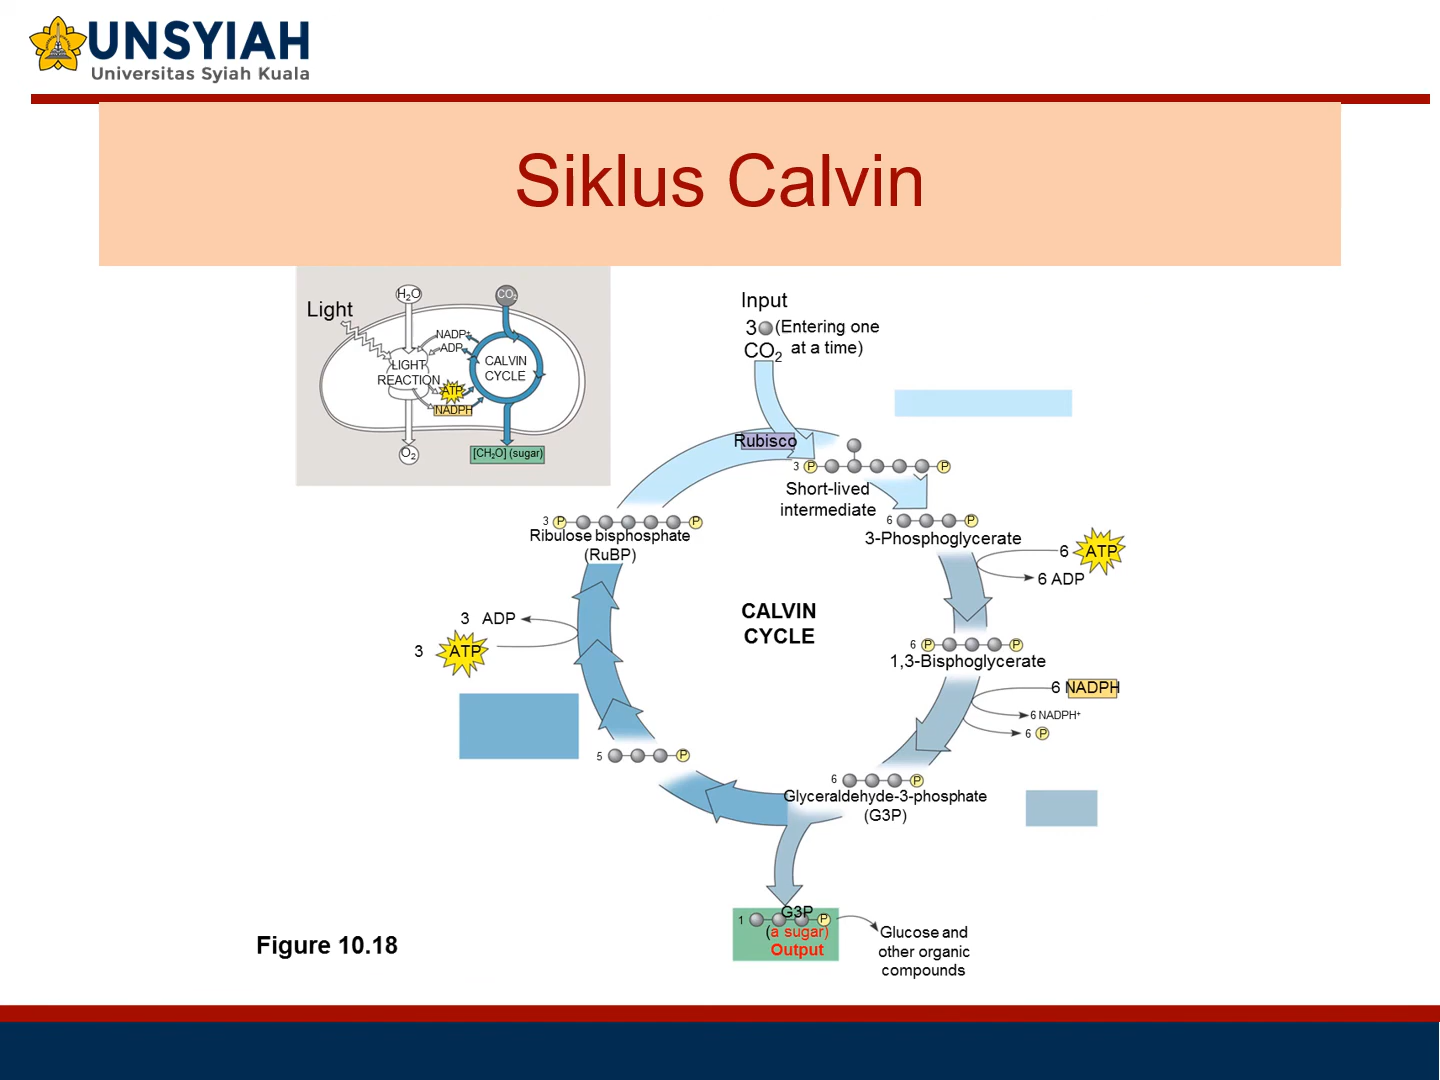 UNSYIAH
Universitas Syiah Kuala
Siklus Calvin
Light
H2O
CO2
NADP+
ADP
LIGHT
REACTION
CALVIN
CYCLE
ATP
NADPH
O2
[CH2O] (sugar)
Input
3 (Entering one
CO2 at a time)
Rubisco
3 P P
Short-lived
intermediate
3 P P
Ribulose bisphosphate
(RuBP)
6 P
3-Phosphoglycerate
6 ATP
6 ADP
CALVIN
CYCLE
3 ADP
3 ATP
6 P P
1,3-Bisphoglycerate
6 NADPH
6 NADPH+
6 P
5 P
6 P
Glyceraldehyde-3-phosphate
(G3P)
G3P
1 P
(a sugar)
Output
Glucose and
other organic
compounds
Figure 10.18